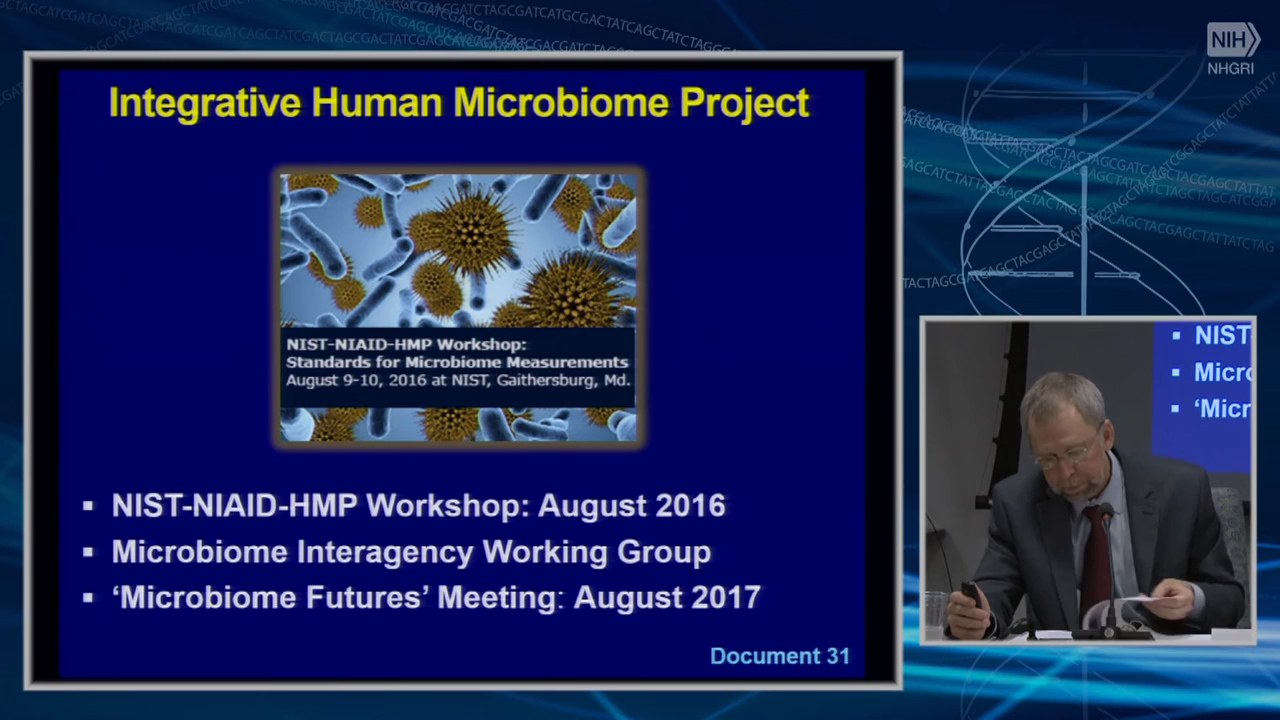 NIH
NHGRI
Integrative Human Microbiome Project
NIST-NIAID-HMP Workshop:
Standards for Microbiome Measurements
August 9-10, 2016 at NIST, Gaithersburg, Md.
▪ NIST-NIAID-HMP Workshop: August 2016
▪ Microbiome Interagency Working Group
▪ ‘Microbiome Futures’ Meeting: August 2017
Document 31
▪ NIST
▪ Micro
▪ ‘Micr